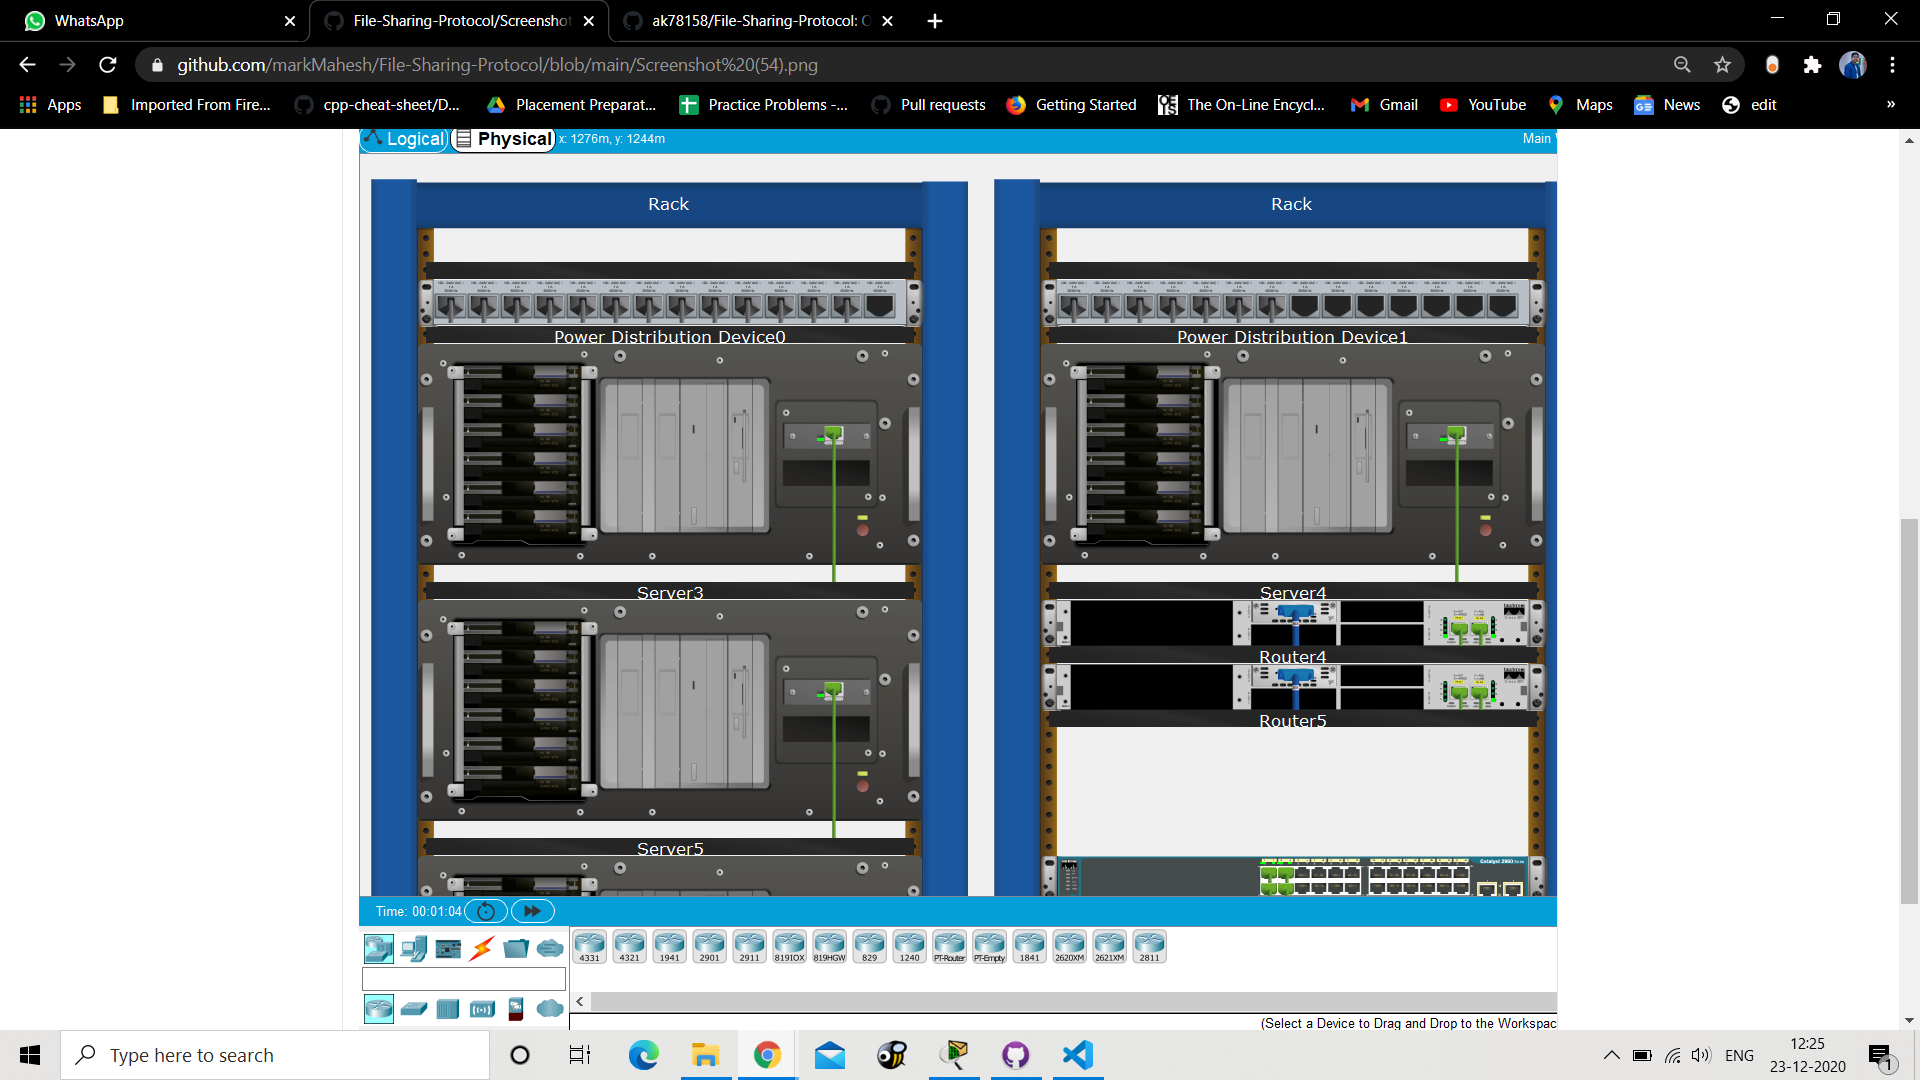 WhatsApp
File-Sharing-Protocol/Screenshot
ak78158/File-Sharing-Protocol: O
github.com/markMahesh/File-Sharing-Protocol/blob/main/Screenshot%20(54).png
Apps
Imported From Fire...
cpp-cheat-sheet/D...
Placement Preparat...
Practice Problems -...
Pull requests
Getting Started
The On-Line Encycl...
Gmail
YouTube
Maps
News
edit
»
Logical
Physical
x: 1276m, y: 1244m
Main
Rack
Rack
Power Distribution Device0
Power Distribution Device1
Server3
Server4
Router4
Router5
Server5
Catalyst 2960 Series
Time: 00:01:04
4331
4321
1941
2901
2911
819IOX
819HGW
829
1240
PT-Router
PT-Empty
1841
2620XM
2621XM
2811
(Select a Device to Drag and Drop to the Workspac
Type here to search
ENG
12:25
23-12-2020
1